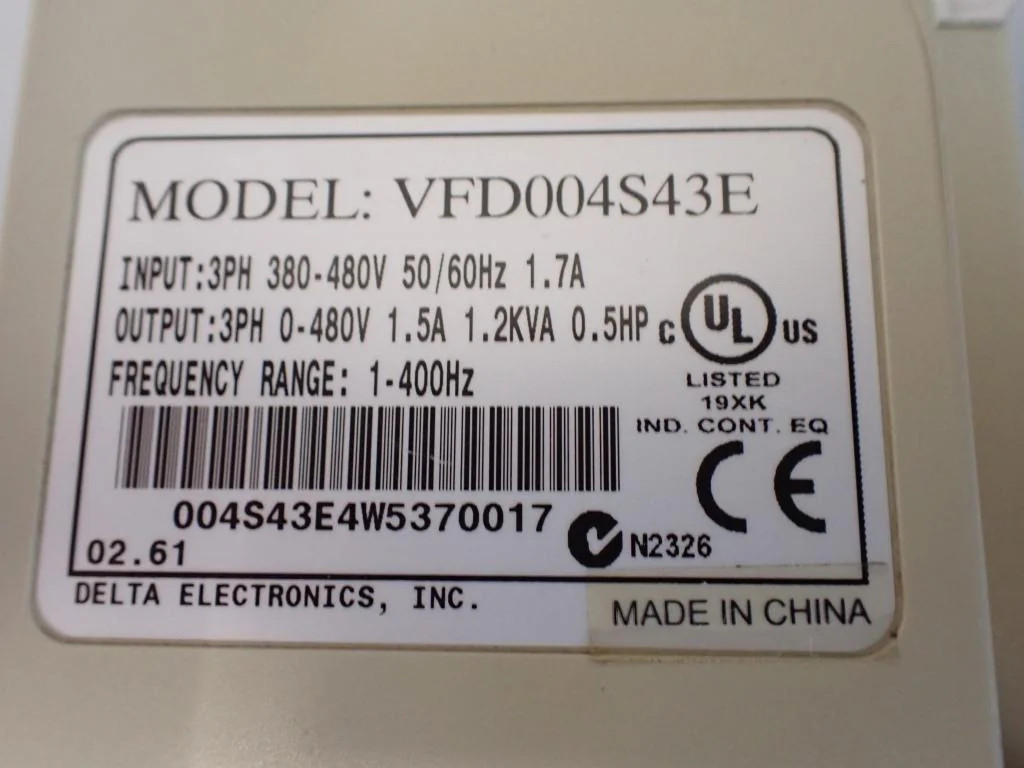 MODEL: VFD004S43E
INPUT:3PH 380-480V 50/60Hz 1.7A
OUTPUT:3PH 0-480V 1.5A 1.2KVA 0.5HP
FREQUENCY RANGE: 1-400Hz
C UL US
LISTED
19XK
IND. CONT. EQ
CE
004S43E4W5370017
N2326
02.61
DELTA ELECTRONICS, INC.
MADE IN CHINA